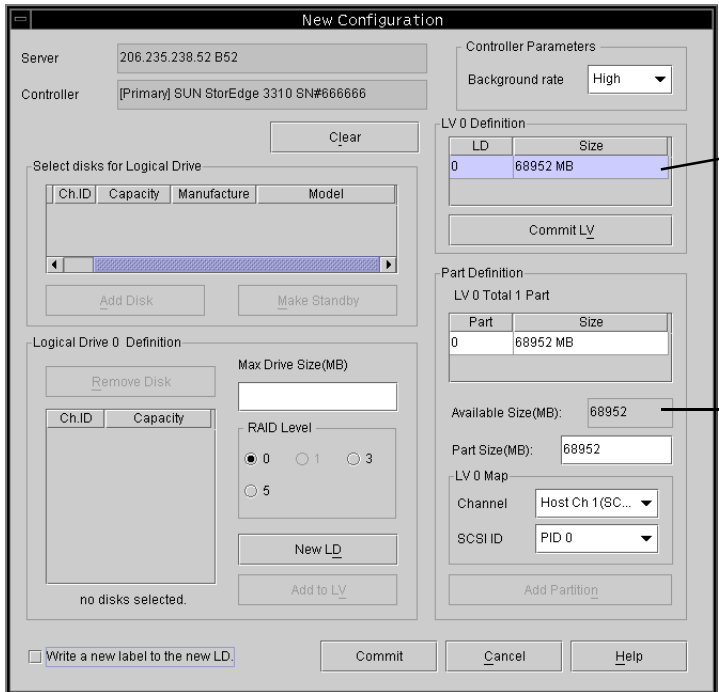 New Configuration
Server
206.235.238.52 B52
Controller
[Primary] SUN StorEdge 3310 SN#666666
Clear
Select disks for Logical Drive
Ch.ID Capacity Manufacture Model
Add Disk
Make Standby
Logical Drive 0 Definition
Remove Disk
Ch.ID Capacity
no disks selected.
Max Drive Size(MB)
RAID Level
0 1 3
5
New LD
Add to LV
Write a new label to the new LD.
Controller Parameters
Background rate High
LV 0 Definition
LD Size
0 68952 MB
Commit LV
Part Definition
LV 0 Total 1 Part
Part Size
0 68952 MB
Available Size(MB): 68952
Part Size(MB): 68952
LV 0 Map
Channel Host Ch 1(SC...
SCSI ID PID 0
Add Partition
Commit
Cancel
Help